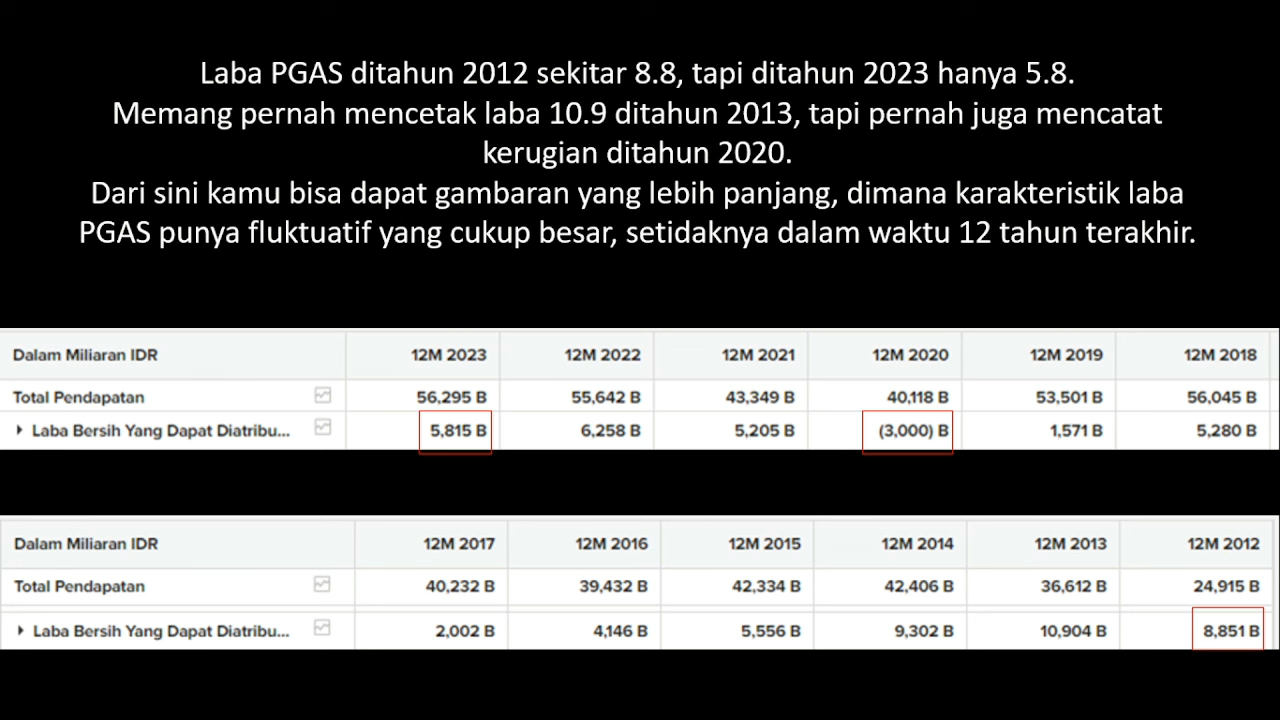 Laba PGAS ditahun 2012 sekitar 8.8, tapi ditahun 2023 hanya 5.8.
Memang pernah mencetak laba 10.9 ditahun 2013, tapi pernah juga mencatat
kerugian ditahun 2020.
Dari sini kamu bisa dapat gambaran yang lebih panjang, dimana karakteristik laba
PGAS punya fluktuatif yang cukup besar, setidaknya dalam waktu 12 tahun terakhir.
Dalam Miliaran IDR 12M 2023 12M 2022 12M 2021 12M 2020 12M 2019 12M 2018
Total Pendapatan 56,295 B 55,642 B 43,349 B 40,118 B 53,501 B 56,045 B
Laba Bersih Yang Dapat Diatribu... 5,815 B 6,258 B 5,205 B (3,000) B 1,571 B 5,280 B
Dalam Miliaran IDR 12M 2017 12M 2016 12M 2015 12M 2014 12M 2013 12M 2012
Total Pendapatan 40,232 B 39,432 B 42,334 B 42,406 B 36,612 B 24,915 B
Laba Bersih Yang Dapat Diatribu... 2,002 B 4,146 B 5,556 B 9,302 B 10,904 B 8,851 B